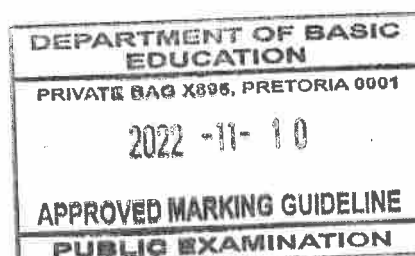 DEPARTMENT OF BASIC
EDUCATION
PRIVATE BAG X895, PRETORIA 0001
2022 -11- 10
APPROVED MARKING GUIDELINE
PUBLIC EXAMINATION